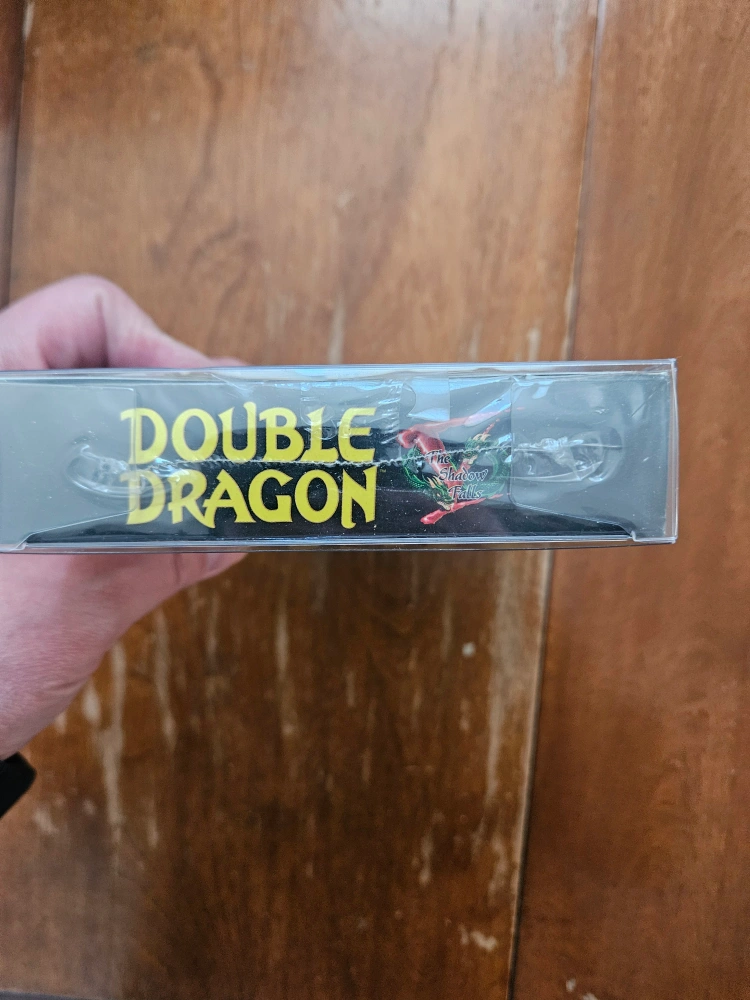 DOUBLE
DRAGON
The
Shadow
Falls